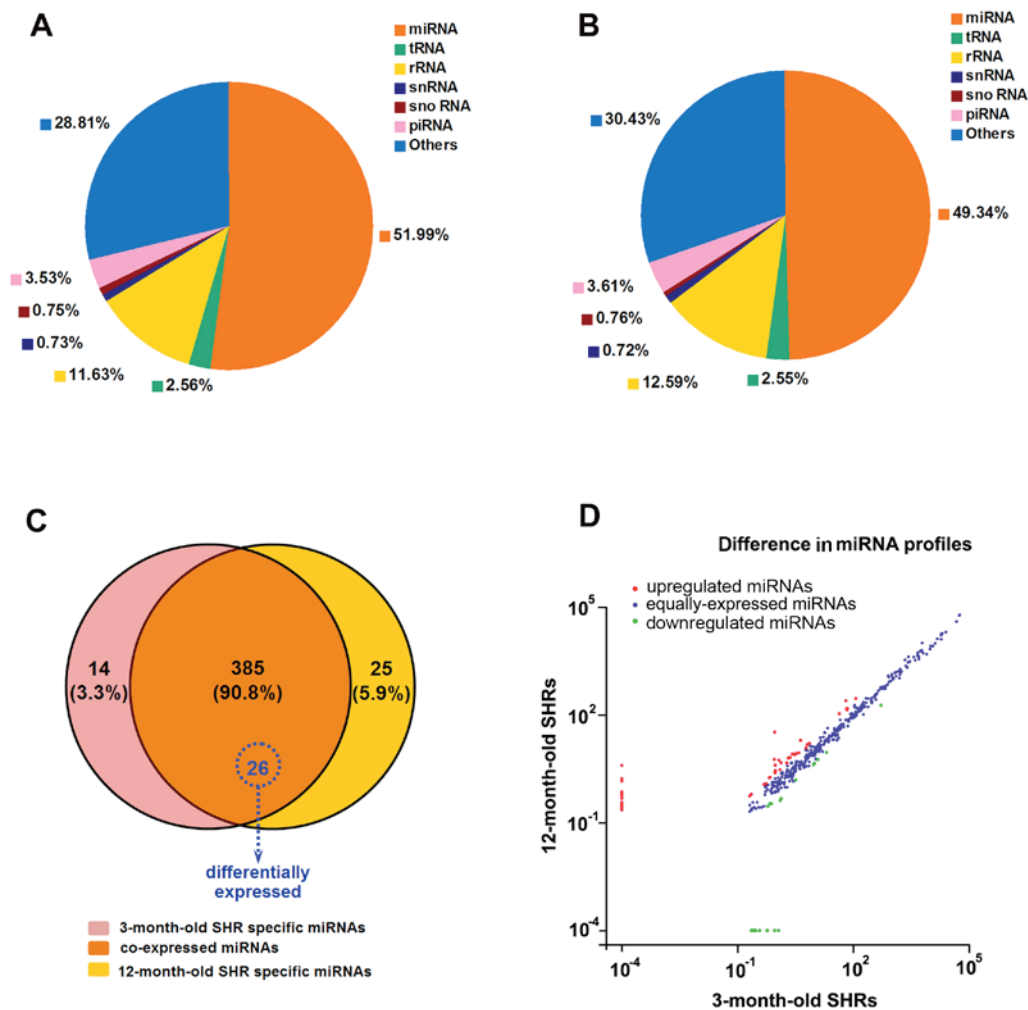 A
miRNA
tRNA
rRNA
snRNA
sno RNA
piRNA
Others
28.81%
51.99%
3.53%
0.75%
0.73%
11.63%
2.56%
B
miRNA
tRNA
rRNA
snRNA
sno RNA
piRNA
Others
30.43%
49.34%
3.61%
0.76%
0.72%
12.59%
2.55%
C
14
(3.3%)
385
(90.8%)
25
(5.9%)
26
differentially
expressed
3-month-old SHR specific miRNAs
co-expressed miRNAs
12-month-old SHR specific miRNAs
D
Difference in miRNA profiles
upregulated miRNAs
equally-expressed miRNAs
downregulated miRNAs
12-month-old SHRs
10^5
10^2
10^-1
10^-4
10^-4
10^-1
10^2
10^5
3-month-old SHRs